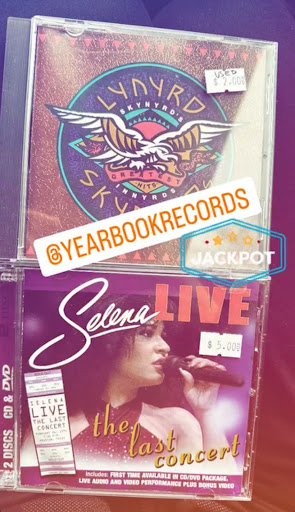 USED
$ 2.00
LYNYRD
SKYNYRD'S
GREATEST
HITS
INNYRDS
SKYNYRD
@YEARBOOKRECORDS
JACKPOT
Selena LIVE
$ 5.00
SELENA
LIVE
THE LAST
CONCERT
the
last
concert
2 DISCS CD & DVD
includes: FIRST TIME AVAILABLE IN CD/DVD PACKAGE,
LIVE AUDIO AND VIDEO PERFORMANCE PLUS BONUS VIDEO